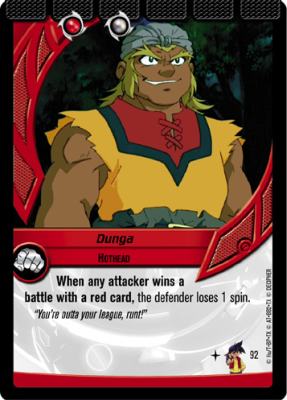 Dunga
HOTHEAD
When any attacker wins a
battle with a red card, the defender loses 1 spin.
"You're outta your league, runt!"
92